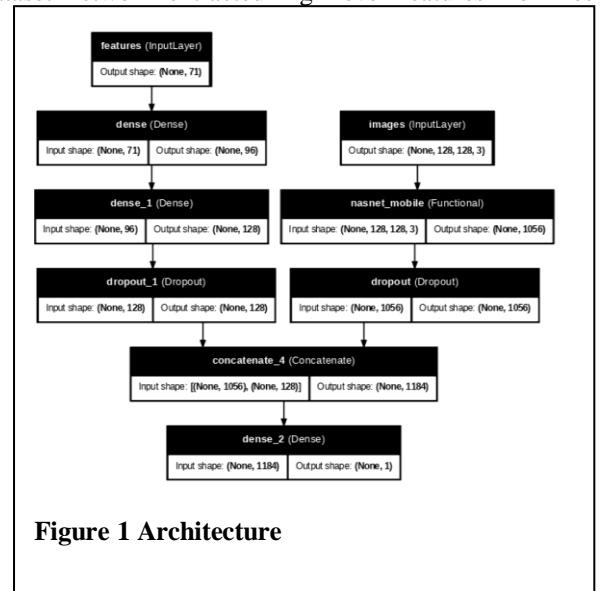 features (InputLayer)
Output shape: (None, 71)
dense (Dense)
Input shape: (None, 71) Output shape: (None, 96)
images (InputLayer)
Output shape: (None, 128, 128, 3)
dense_1 (Dense)
Input shape: (None, 96) Output shape: (None, 128)
nasnet_mobile (Functional)
Input shape: (None, 128, 128, 3) Output shape: (None, 1056)
dropout_1 (Dropout)
Input shape: (None, 128) Output shape: (None, 128)
dropout (Dropout)
Input shape: (None, 1056) Output shape: (None, 1056)
concatenate_4 (Concatenate)
Input shape: [(None, 1056), (None, 128)] Output shape: (None, 1184)
dense_2 (Dense)
Input shape: (None, 1184) Output shape: (None, 1)
Figure 1 Architecture